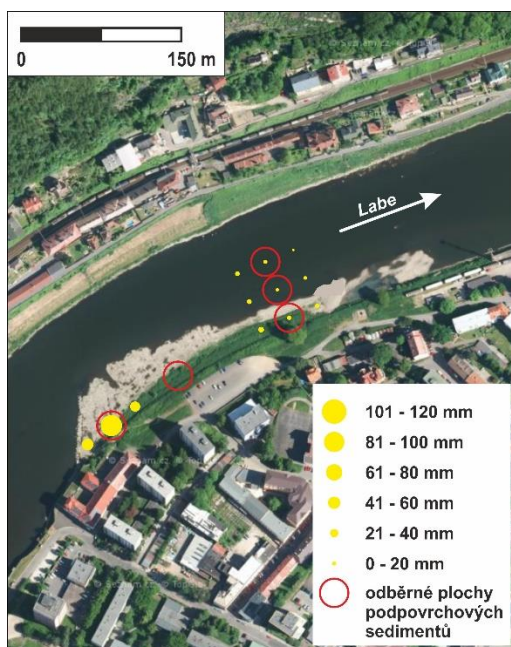 0 150 m
Labe
101 - 120 mm
81 - 100 mm
61 - 80 mm
41 - 60 mm
21 - 40 mm
0 - 20 mm
odběrné plochy
podpovrchových
sedimentů